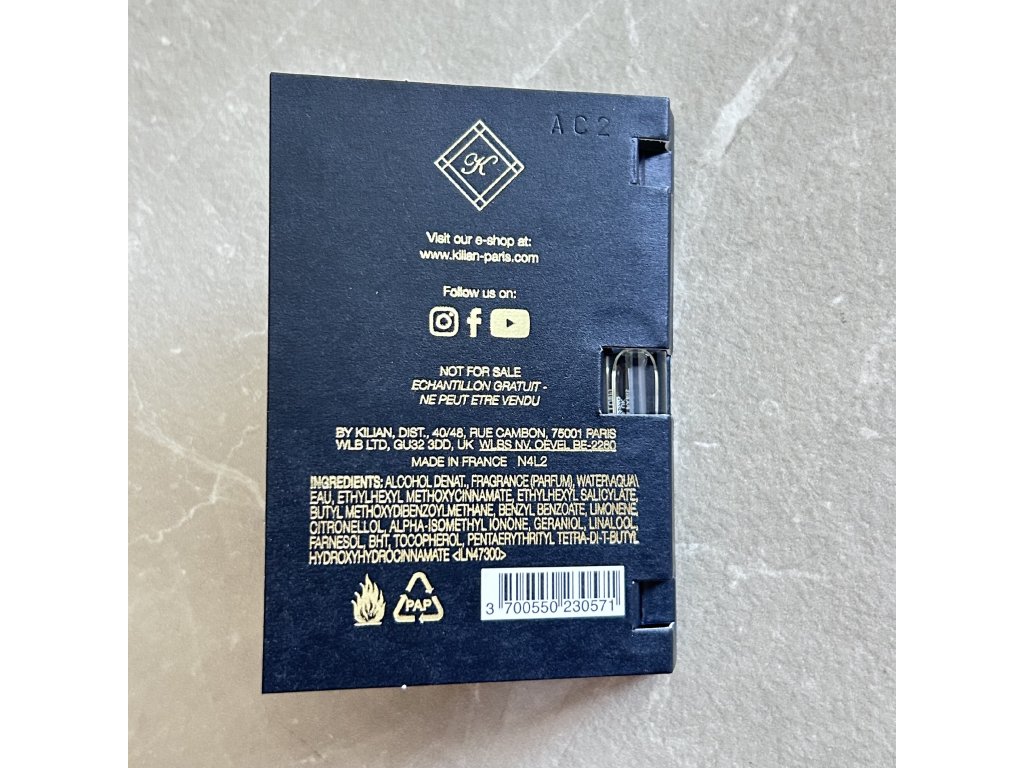 AC2
K
Visit our e-shop at:
www.kilian-paris.com
Follow us on:
NOT FOR SALE
ECHANTILLON GRATUIT -
NE PEUT ETRE VENDU
BY KILIAN, DIST., 40/48, RUE CAMBON, 75001 PARIS
WLB LTD, GU32 3DD, UK WLBS NV. OEVEL BE-2260
MADE IN FRANCE N4L2
INGREDIENTS: ALCOHOL DENAT., FRAGRANCE (PARFUM), WATER\AQUA\
EAU, ETHYLHEXYL METHOXYCINNAMATE, ETHYLHEXYL SALICYLATE,
BUTYL METHOXYDIBENZOYLMETHANE, BENZYL BENZOATE, LIMONENE,
CITRONELLOL, ALPHA-ISOMETHYL IONONE, GERANIOL, LINALOOL,
FARNESOL, BHT, TOCOPHEROL, PENTAERYTHRITYL TETRA-DI-T-BUTYL
HYDROXYHYDROCINNAMATE <ILN47300>
PAP
3 700550 230571